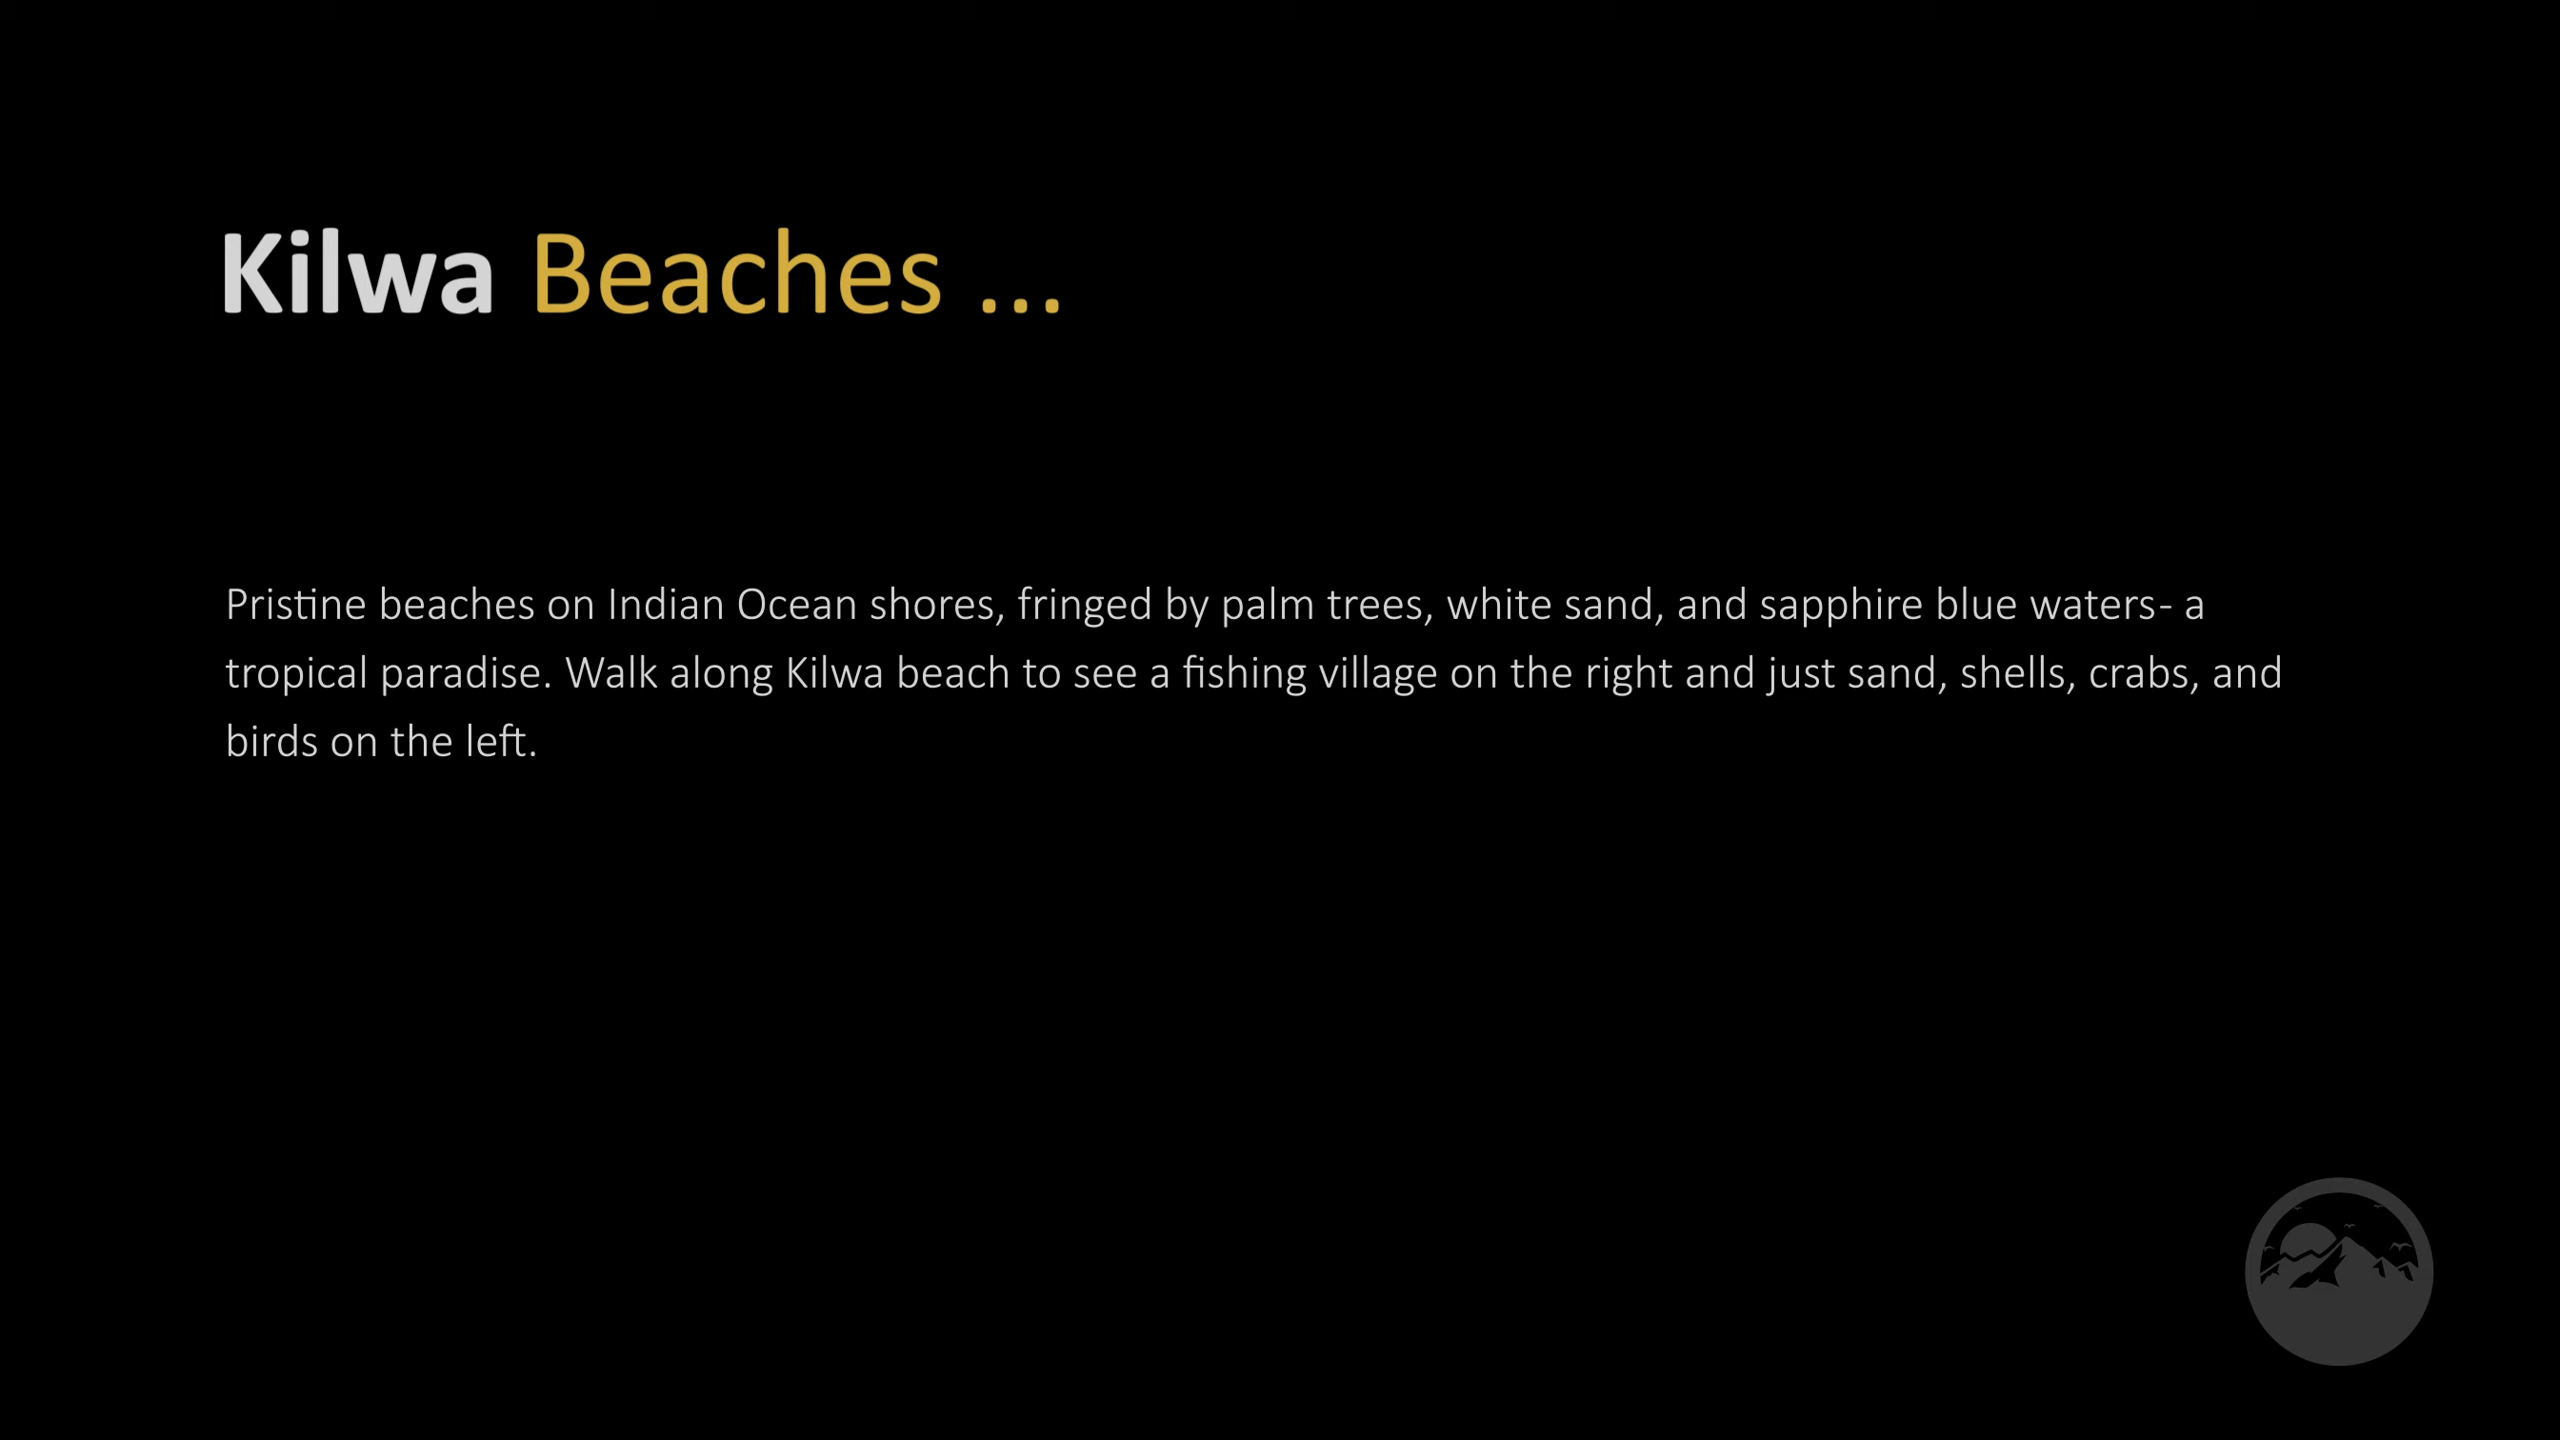 Kilwa Beaches ...
Pristine beaches on Indian Ocean shores, fringed by palm trees, white sand, and sapphire blue waters- a
tropical paradise. Walk along Kilwa beach to see a fishing village on the right and just sand, shells, crabs, and
birds on the left.